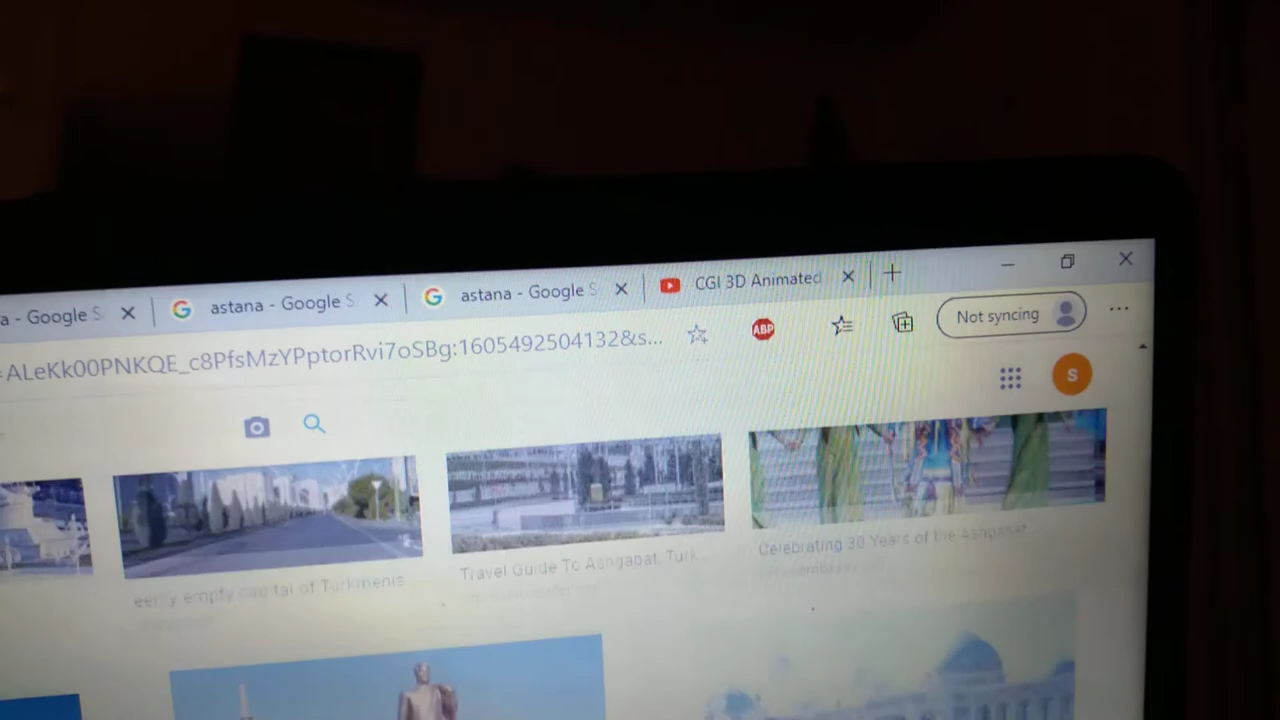 a - Google S
astana - Google S
astana - Google S
CGI 3D Animated
=ALeKk00PNKQE_c8PfsMzYPptorRvi7oSBg:1605492504132&s...
ABP
Not syncing
S
empty capital of Turkmenis
Travel Guide To Ashgabat, Turk...
Celebrating 30 Years of the Ashgabat